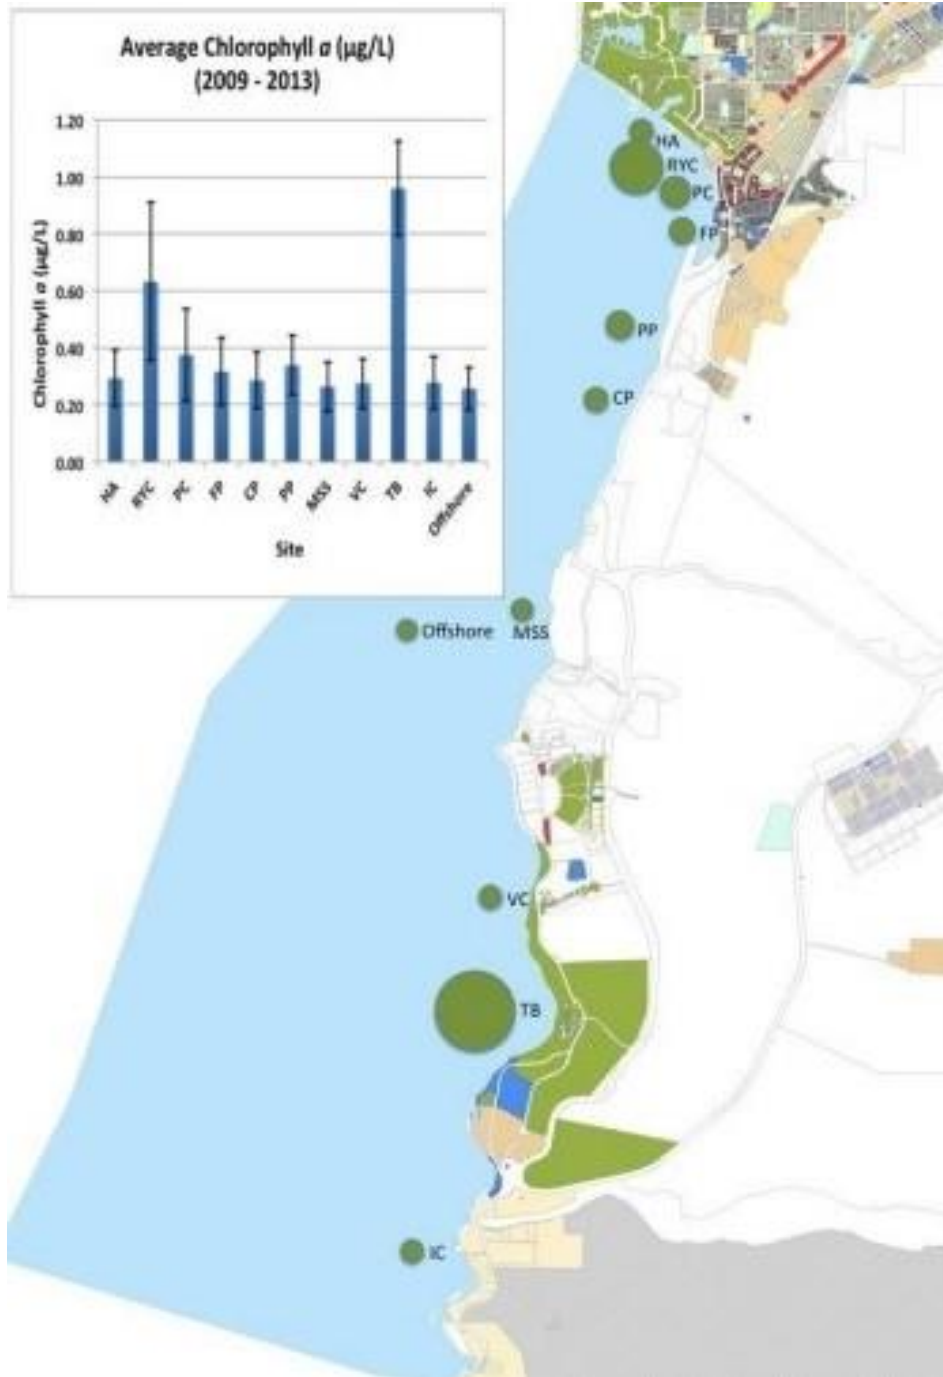 Average Chlorophyll a (µg/L)
(2009 - 2013)
Chlorophyll a (µg/L)
1.20
1.00
0.80
0.60
0.40
0.20
0.00
HA
RYC
PC
FP
CP
PP
MSS
VC
TB
IC
Offshore
Site
HA
RYC
PC
FP
PP
CP
Offshore
MSS
VC
TB
IC